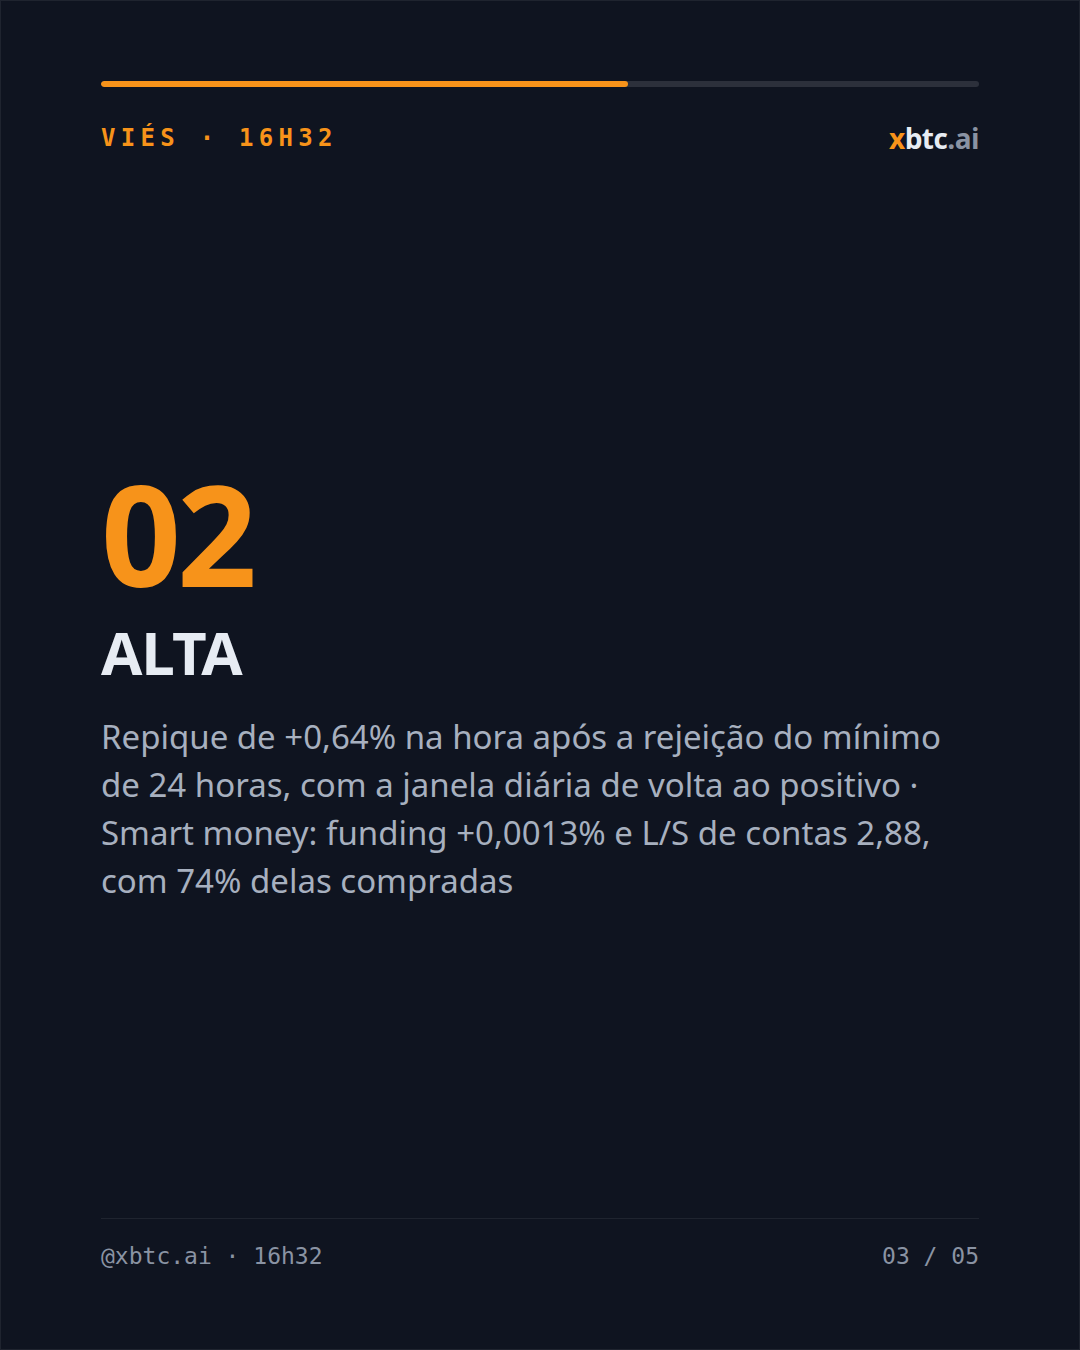 VIÉS · 16H32
xbtc.ai
02
ALTA
Repique de +0,64% na hora após a rejeição do mínimo
de 24 horas, com a janela diária de volta ao positivo ·
Smart money: funding +0,0013% e L/S de contas 2,88,
com 74% delas compradas
@xbtc.ai · 16h32
03 / 05